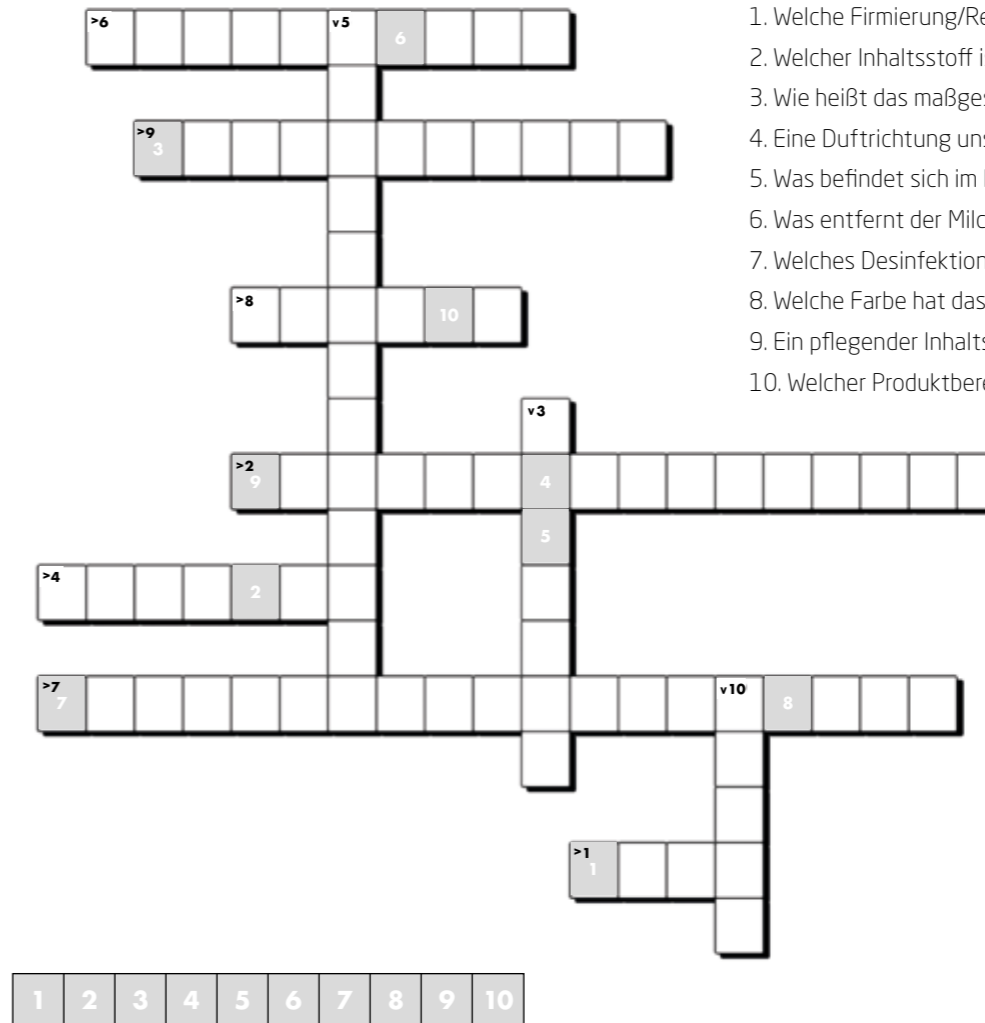 1. Welche Firmierung/Re
2. Welcher Inhaltsstoff i
3. Wie heißt das maßges
4. Eine Duftrichtung uns
5. Was befindet sich im
6. Was entfernt der Milc
7. Welches Desinfektion
8. Welche Farbe hat das
9. Ein pflegender Inhalts
10. Welcher Produktbere
>6 v5 6
>9 3
>8 10
v3
>2 9 4
5
>4 2
>7 7 v10 8
>1 1
1 2 3 4 5 6 7 8 9 10